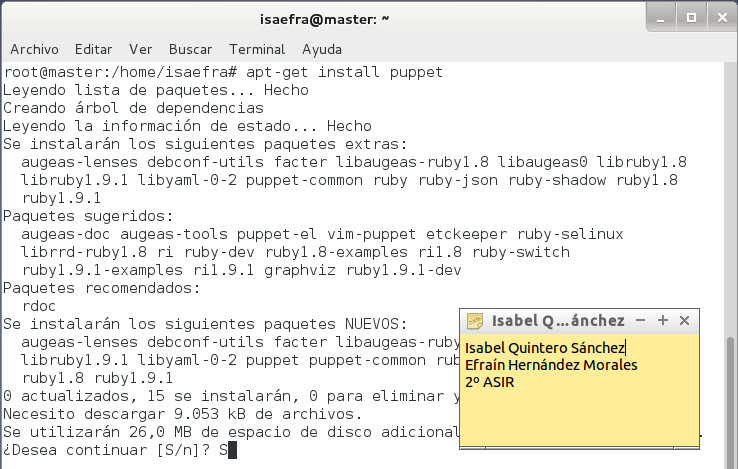 isaefra@master: ~
Archivo Editar Ver Buscar Terminal Ayuda
root@master:/home/isaefra# apt-get install puppet
Leyendo lista de paquetes... Hecho
Creando árbol de dependencias
Leyendo la información de estado... Hecho
Se instalarán los siguientes paquetes extras:
augeas-lenses debconf-utils facter libaugeas-ruby1.8 libaugeas0 libruby1.8
libruby1.9.1 libyaml-0-2 puppet-common ruby ruby-json ruby-shadow ruby1.8
ruby1.9.1
Paquetes sugeridos:
augeas-doc augeas-tools puppet-el vim-puppet etckeeper ruby-selinux
librrd-ruby1.8 ri ruby-dev ruby1.8-examples ri1.8 ruby-switch
ruby1.9.1-examples ri1.9.1 graphviz ruby1.9.1-dev
Paquetes recomendados:
rdoc
Se instalarán los siguientes paquetes NUEVOS:
augeas-lenses debconf-utils facter libaugeas-ruby
libruby1.9.1 libyaml-0-2 puppet puppet-common rub
ruby1.8 ruby1.9.1
0 actualizados, 15 se instalarán, 0 para eliminar y
Necesito descargar 9.053 kB de archivos.
Se utilizarán 26,0 MB de espacio de disco adicional
¿Desea continuar [S/n]? S
Isabel Q...ánchez
Isabel Quintero Sánchez
Efraín Hernández Morales
2º ASIR